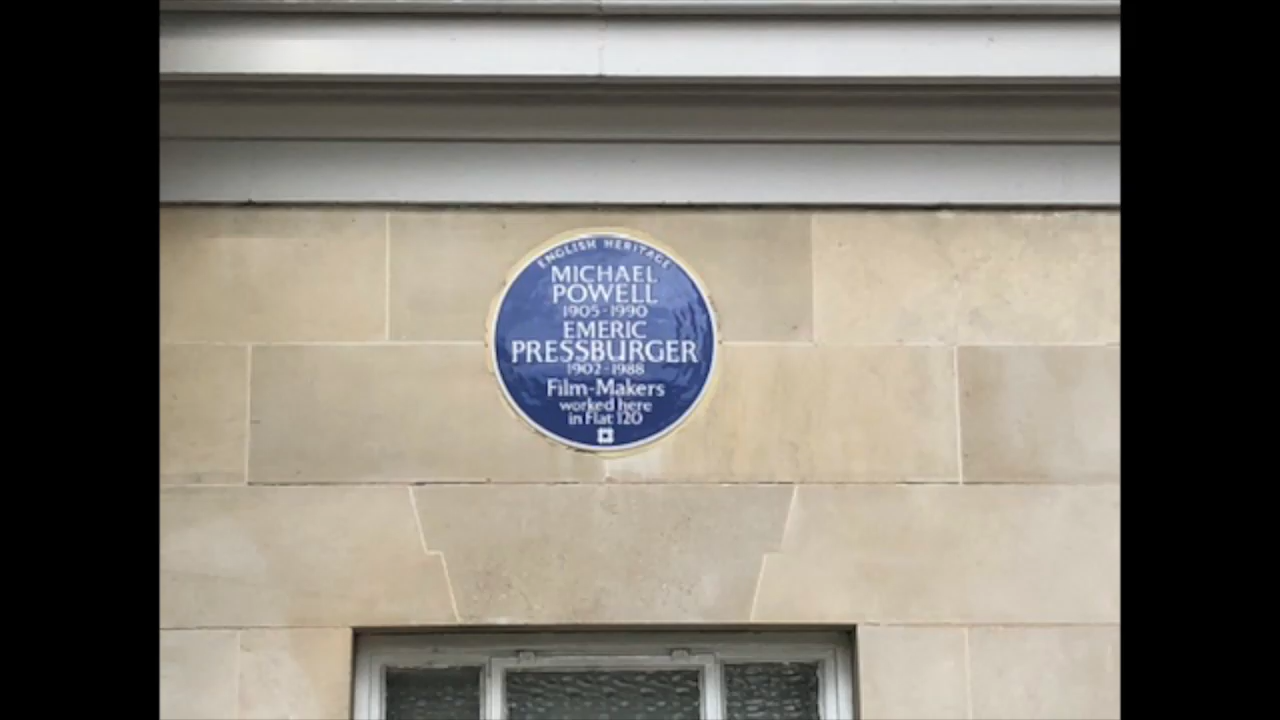 ENGLISH HERITAGE
MICHAEL
POWELL
1905-1990
EMERIC
PRESSBURGER
1902-1988
Film-Makers
worked here
in Flat 120